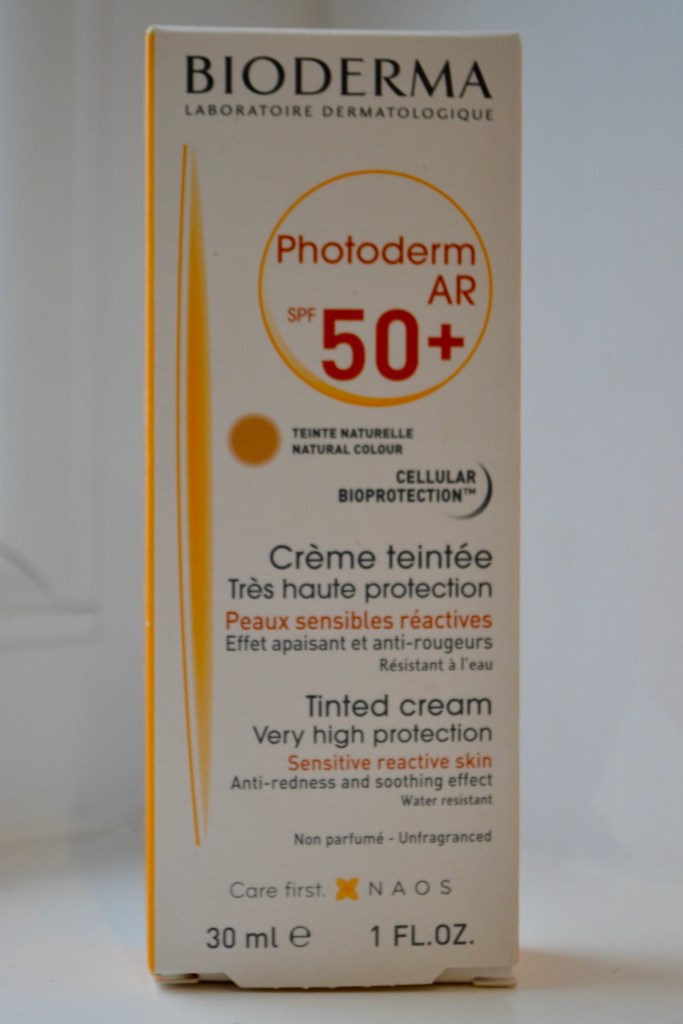 BIODERMA
LABORATOIRE DERMATOLOGIQUE
Photoderm
AR
SPF 50+
TEINTE NATURELLE
NATURAL COLOUR
CELLULAR
BIOPROTECTION™
Crème teintée
Très haute protection
Peaux sensibles réactives
Effet apaisant et anti-rougeurs
Résistant à l'eau
Tinted cream
Very high protection
Sensitive reactive skin
Anti-redness and soothing effect
Water resistant
Non parfumé - Unfragranced
Care first. NAOS
30 ml ℮ 1 FL.OZ.